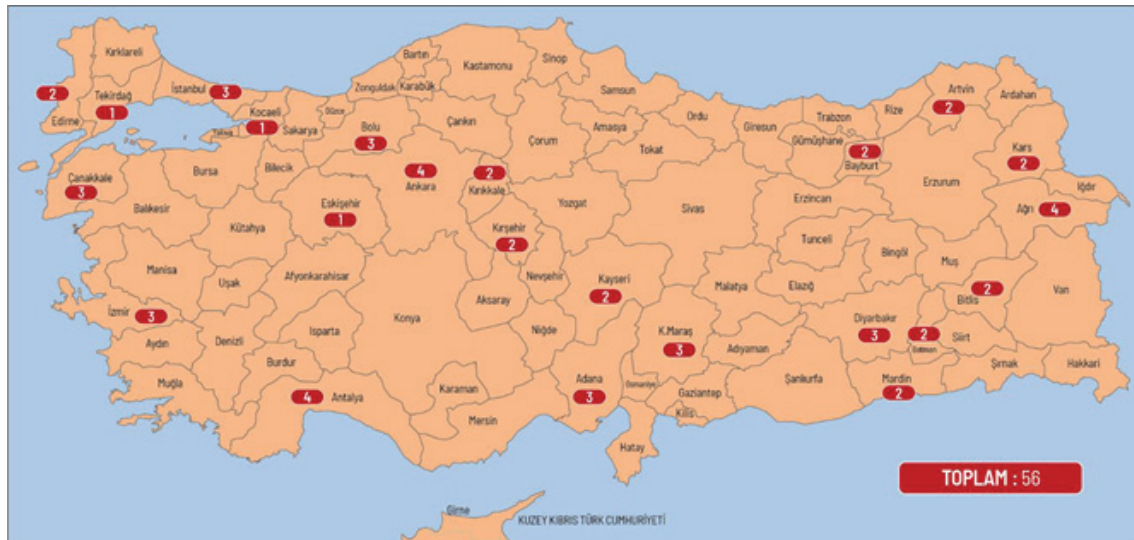 Kırklareli
Bartın
Kastamonu
Sinop
Artvin
2
İstanbul
3
Tekirdağ
1
Edirne
Kocaeli
1
Yalova
Sakarya
Düzce
Zonguldak
Karabük
Bolu
3
Çankırı
Samsun
Amasya
Çorum
Ordu
Tokat
Giresun
Trabzon
Gümüşhane
Rize
2
Bayburt
2
Ardahan
Kars
2
Iğdır
Ağrı
4
Erzurum
Erzincan
Çanakkale
3
Balıkesir
Bursa
Bilecik
Eskişehir
1
Kütahya
4
Ankara
2
Kırıkkale
Kırşehir
2
Yozgat
Sivas
Tunceli
Bingöl
Muş
2
Bitlis
Van
Manisa
Uşak
Afyonkarahisar
Nevşehir
Kayseri
2
Aksaray
Malatya
Elazığ
İzmir
3
Aydın
Denizli
Isparta
Konya
Niğde
K.Maraş
3
Adıyaman
Diyarbakır
3
2
Batman
Siirt
Şırnak
Hakkari
Muğla
Burdur
4
Antalya
Karaman
Mersin
Adana
3
Osmaniye
Gaziantep
Kilis
Şanlıurfa
Mardin
2
Hatay
TOPLAM : 56
Girne
KUZEY KIBRIS TÜRK CUMHURİYETİ